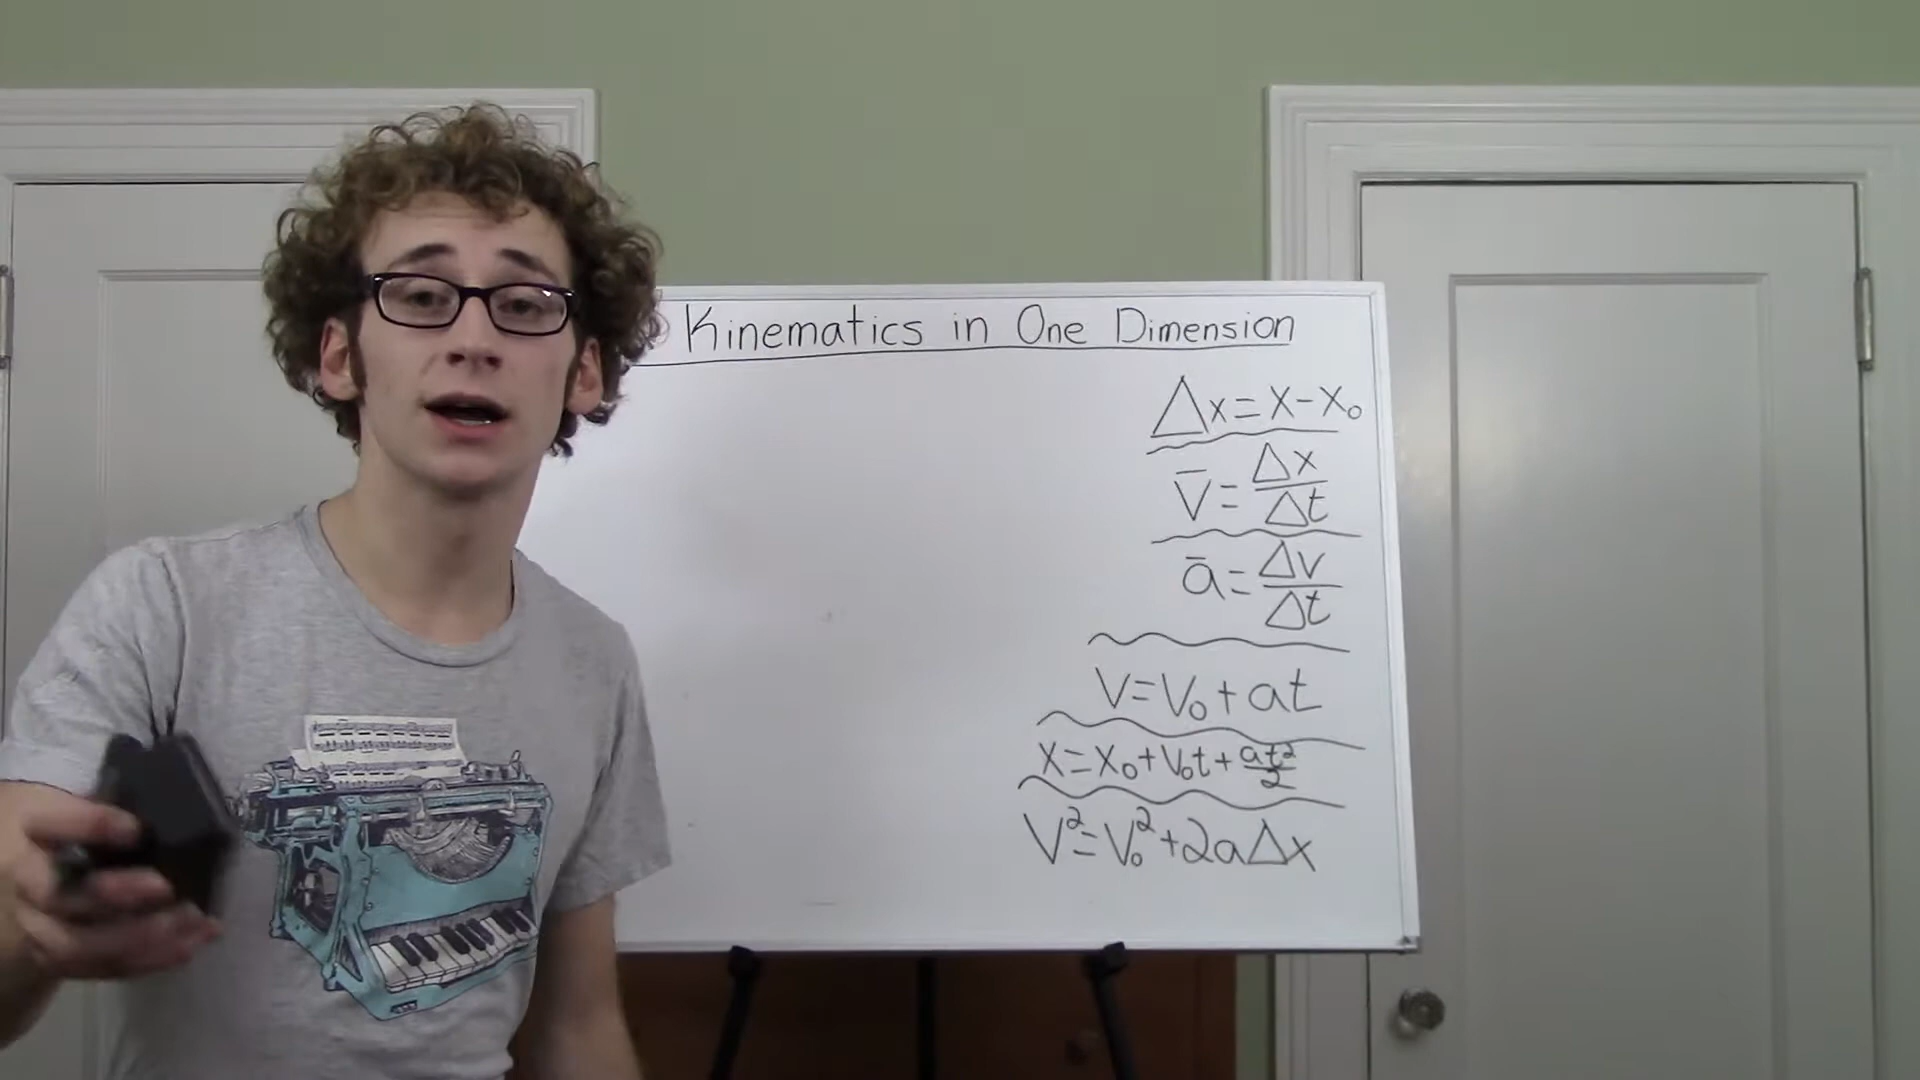 Kinematics in One Dimension
Δx=x-x₀
v̄=Δx/Δt
ā=Δv/Δt
v=v₀+at
x=x₀+v₀t+at²/2
v²=v₀²+2aΔx